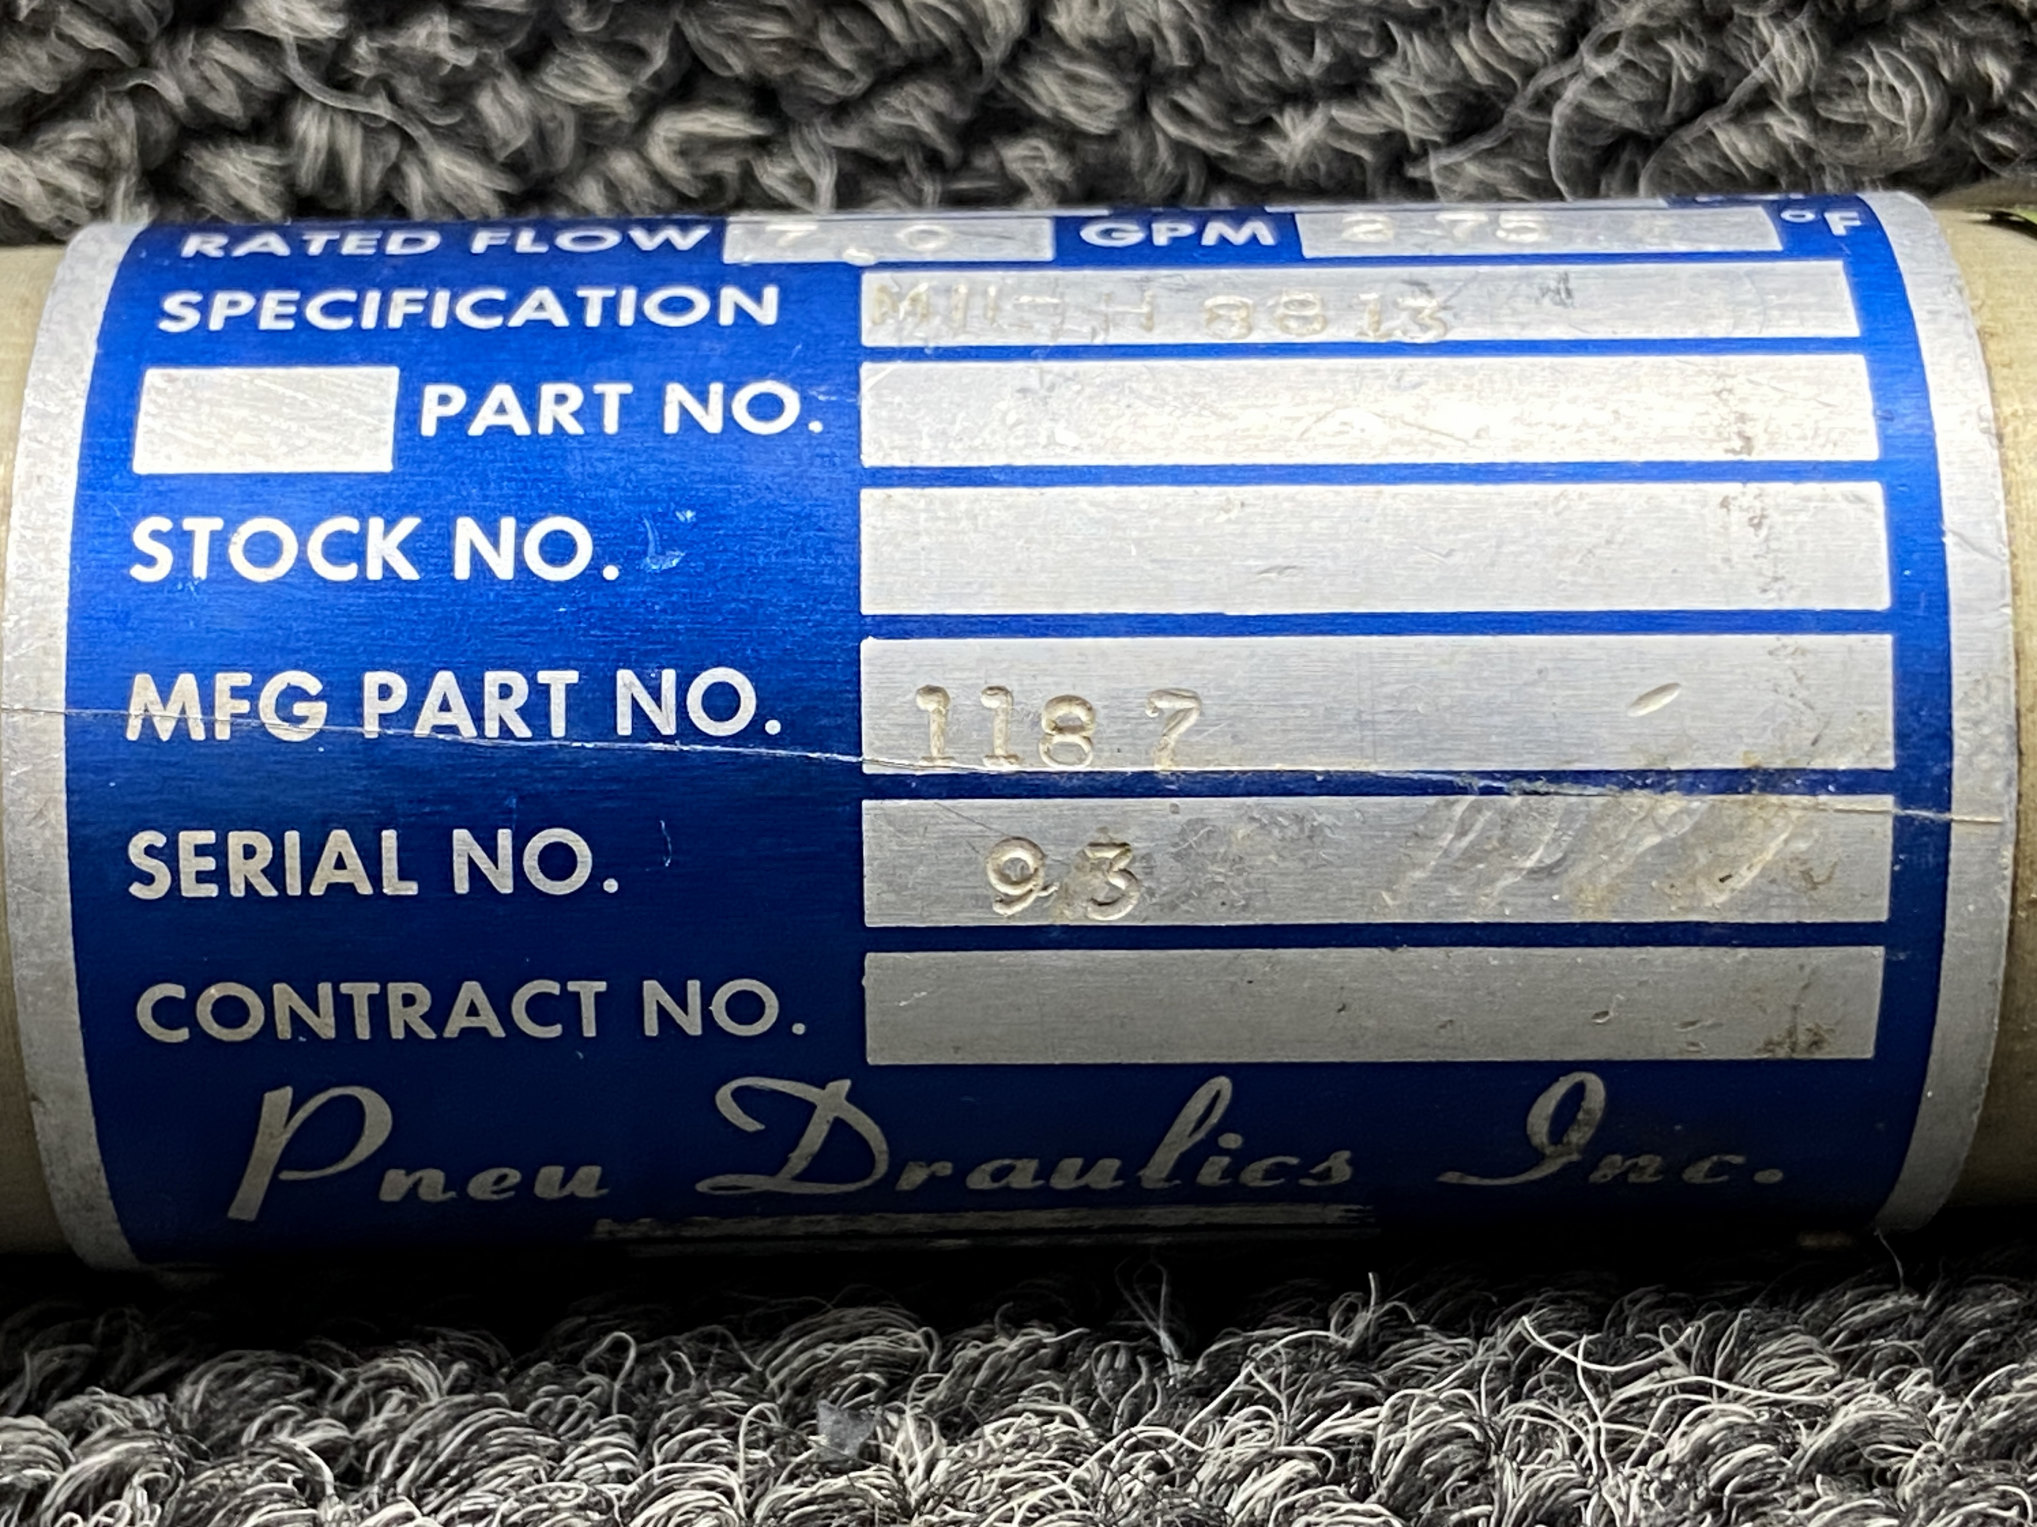 RATED FLOW 7.0 GPM 275 °F
SPECIFICATION 8813
PART NO.
STOCK NO.
MFG PART NO. 1187
SERIAL NO. 93
CONTRACT NO.
Pneu Draulics Inc.